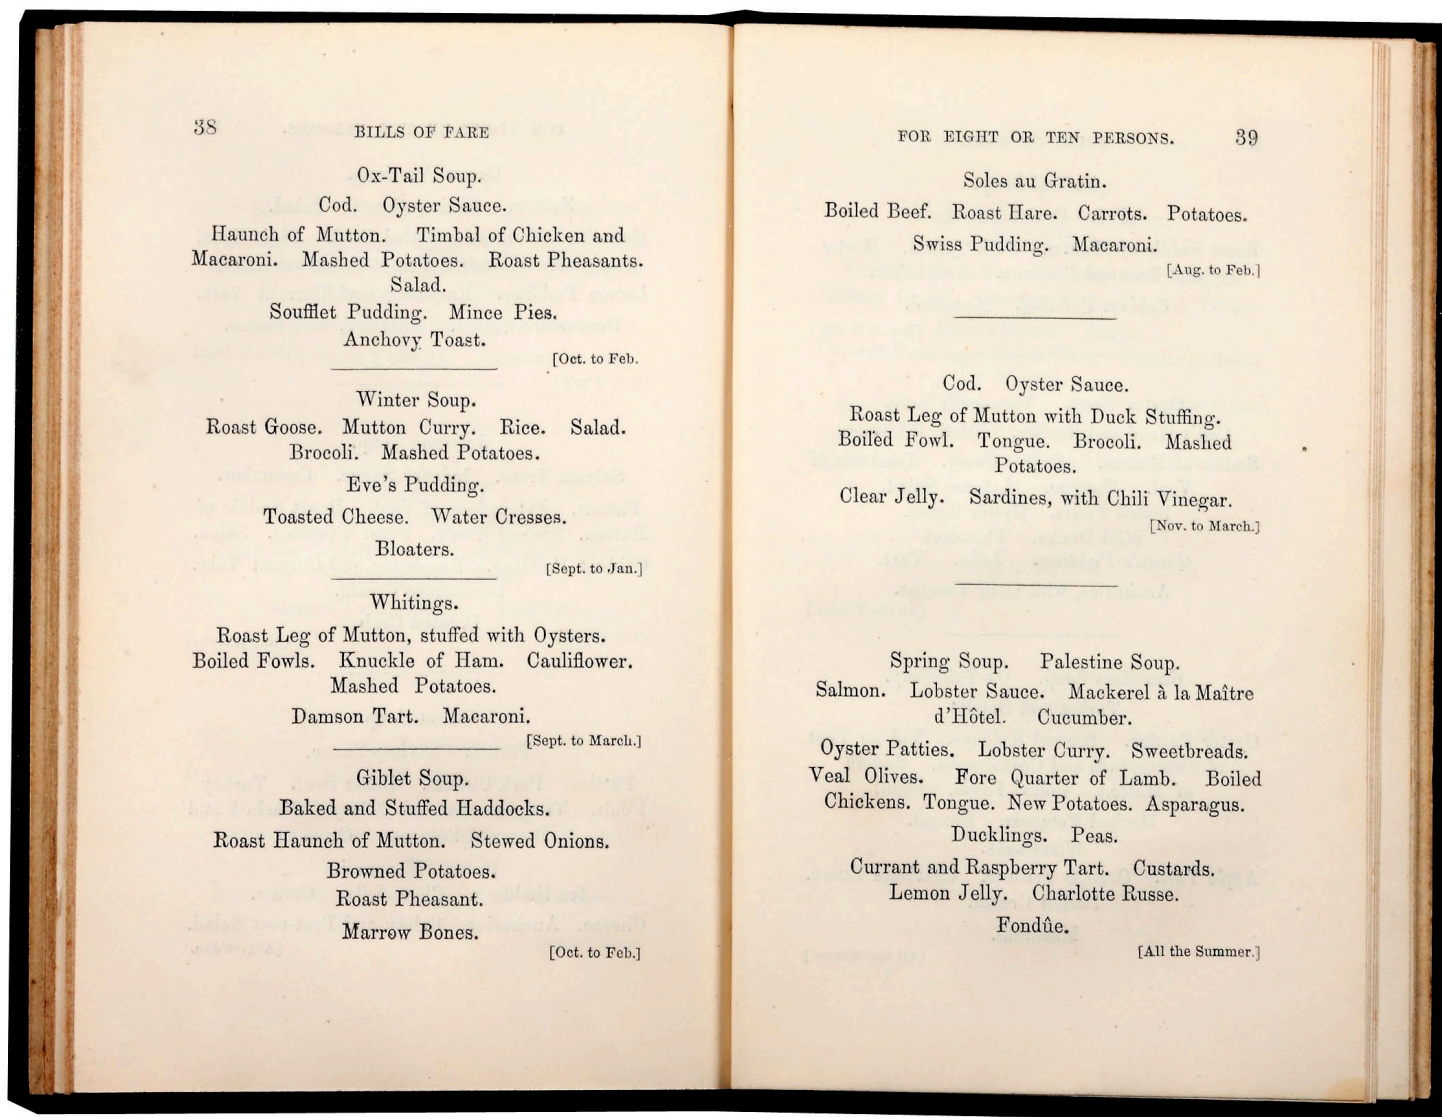 38
BILLS OF FARE
Ox-Tail Soup.
Cod. Oyster Sauce.
Haunch of Mutton. Timbal of Chicken and
Macaroni. Mashed Potatoes. Roast Pheasants.
Salad.
Soufflet Pudding. Mince Pies.
Anchovy Toast.
[Oct. to Feb.
Winter Soup.
Roast Goose. Mutton Curry. Rice. Salad.
Brocoli. Mashed Potatoes.
Eve's Pudding.
Toasted Cheese. Water Cresses.
Bloaters.
[Sept. to Jan.]
Whitings.
Roast Leg of Mutton, stuffed with Oysters.
Boiled Fowls. Knuckle of Ham. Cauliflower.
Mashed Potatoes.
Damson Tart. Macaroni.
[Sept. to March.]
Giblet Soup.
Baked and Stuffed Haddocks.
Roast Haunch of Mutton. Stewed Onions.
Browned Potatoes.
Roast Pheasant.
Marrow Bones.
[Oct. to Feb.]
FOR EIGHT OR TEN PERSONS. 39
Soles au Gratin.
Boiled Beef. Roast Hare. Carrots. Potatoes.
Swiss Pudding. Macaroni.
[Aug. to Feb.]
Cod. Oyster Sauce.
Roast Leg of Mutton with Duck Stuffing.
Boiled Fowl. Tongue. Brocoli. Mashed
Potatoes.
Clear Jelly. Sardines, with Chili Vinegar.
[Nov. to March.]
Spring Soup. Palestine Soup.
Salmon. Lobster Sauce. Mackerel à la Maître
d'Hôtel. Cucumber.
Oyster Patties. Lobster Curry. Sweetbreads.
Veal Olives. Fore Quarter of Lamb. Boiled
Chickens. Tongue. New Potatoes. Asparagus.
Ducklings. Peas.
Currant and Raspberry Tart. Custards.
Lemon Jelly. Charlotte Russe.
Fondûe.
[All the Summer.]